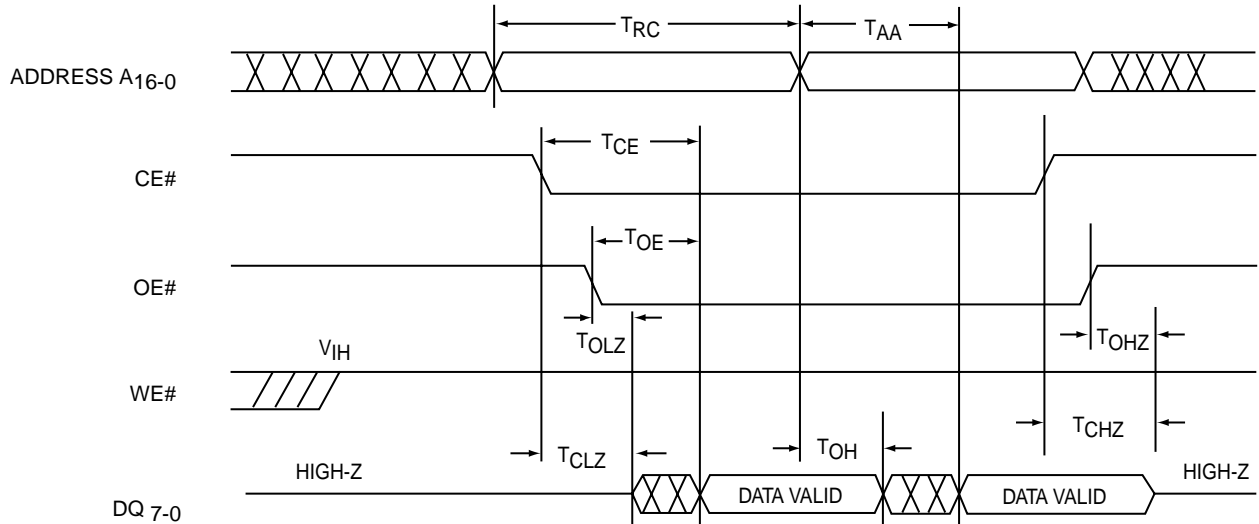 TRC TAA
ADDRESS A16-0
TCE
CE#
TOE
OE#
TOLZ TOHZ
VIH
WE#
TCLZ TOH TCHZ
HIGH-Z HIGH-Z
DATA VALID DATA VALID
DQ 7-0